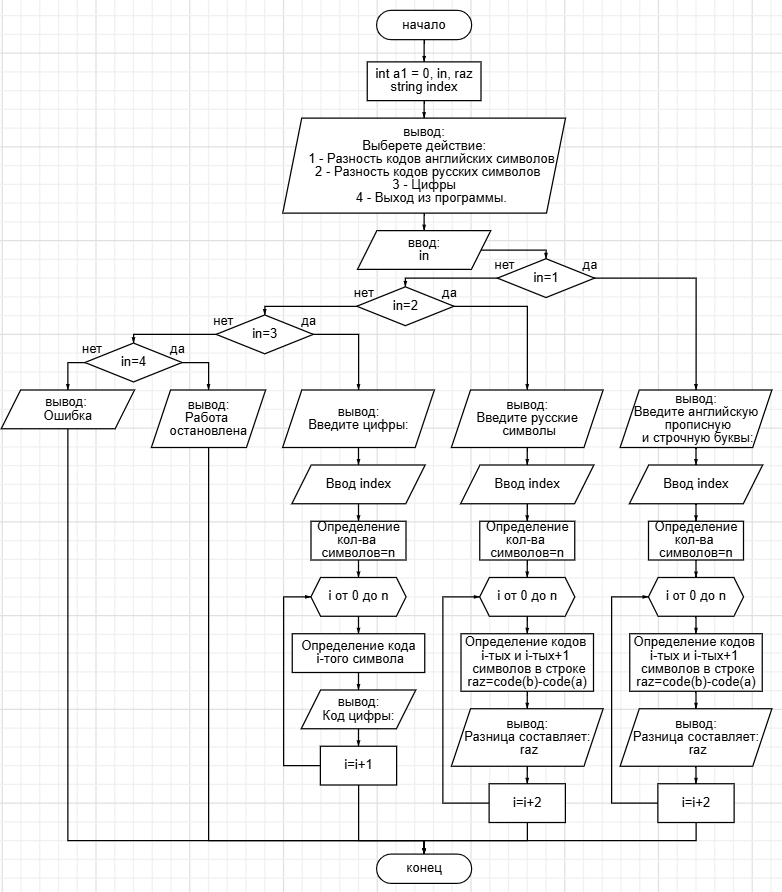 начало
int a1 = 0, in, raz
string index
вывод:
Выберете действие:
1 - Разность кодов английских символов
2 - Разность кодов русских символов
3 - Цифры
4 - Выход из программы.
ввод:
in
нет
in=1
да
нет
in=2
да
нет
in=3
да
нет
in=4
да
вывод:
Ошибка
вывод:
Работа
остановлена
вывод:
Введите цифры:
вывод:
Введите русские
символы
вывод:
Введите английскую
прописную
и строчную буквы:
Ввод index
Ввод index
Ввод index
Определение
кол-ва
символов=n
Определение
кол-ва
символов=n
Определение
кол-ва
символов=n
i от 0 до n
i от 0 до n
i от 0 до n
Определение кода
i-того символа
Определение кодов
i-тых и i-тых+1
символов в строке
raz=code(b)-code(a)
Определение кодов
i-тых и i-тых+1
символов в строке
raz=code(b)-code(a)
вывод:
Код цифры:
вывод:
Разница составляет:
raz
вывод:
Разница составляет:
raz
i=i+1
i=i+2
i=i+2
конец